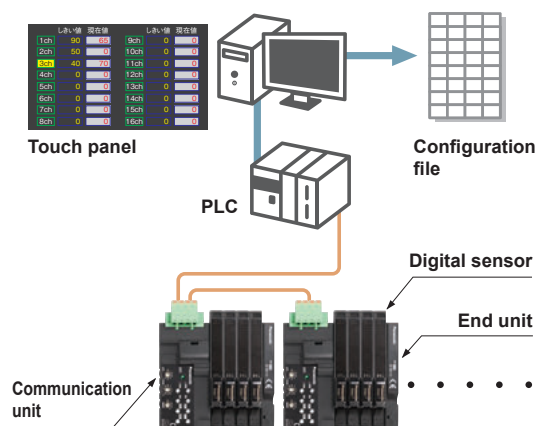 しきい値 現在値 しきい値 現在値
1ch 90 65 9ch 0 0
2ch 50 0 10ch 0 0
3ch 40 70 11ch 0 0
4ch 0 0 12ch 0 0
5ch 0 0 13ch 0 0
6ch 0 0 14ch 0 0
7ch 0 0 15ch 0 0
8ch 0 0 16ch 0 0
Touch panel
Configuration
file
PLC
Digital sensor
End unit
Communication
unit